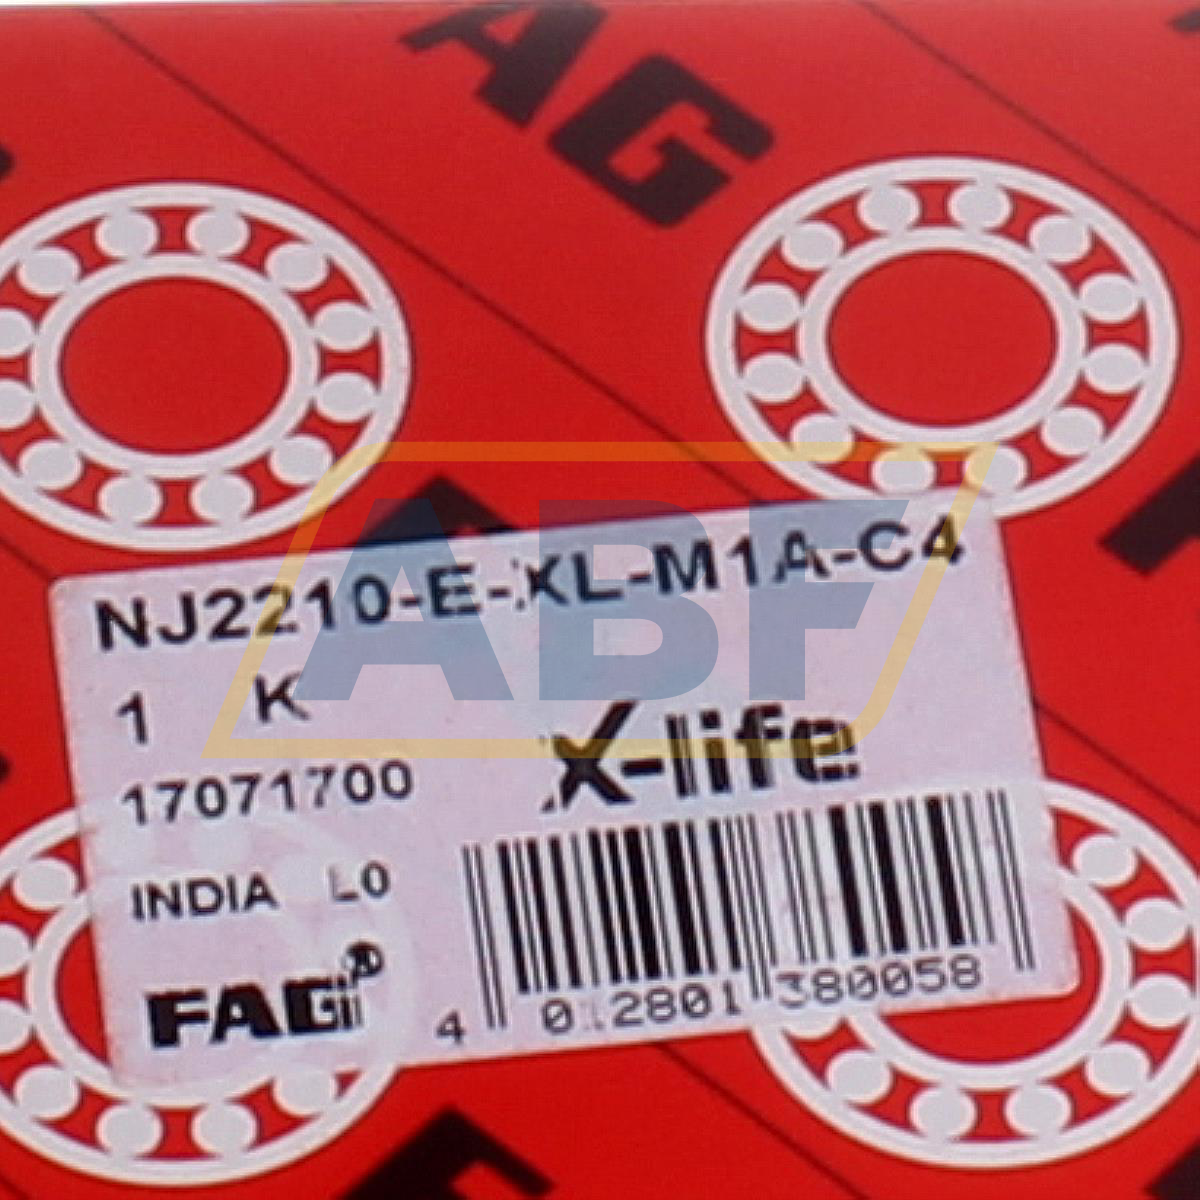 AG
NJ2210-E-XL-M1A-C4
1 K
X-life
17071700
INDIA L0
FAG®
4 012801 380058
ABF